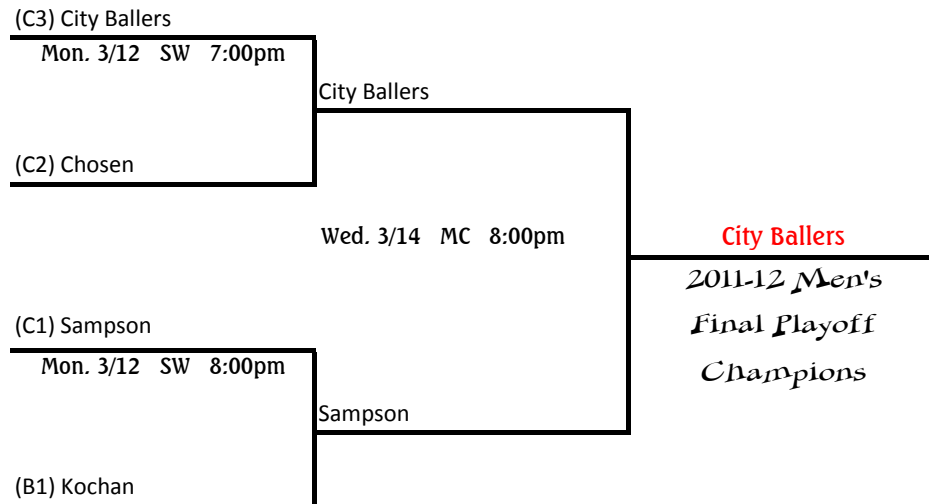 (C3) City Ballers
Mon. 3/12 SW 7:00pm
City Ballers
(C2) Chosen
Wed. 3/14 MC 8:00pm
City Ballers
2011-12 Men's
Final Playoff
Champions
(C1) Sampson
Mon. 3/12 SW 8:00pm
Sampson
(B1) Kochan